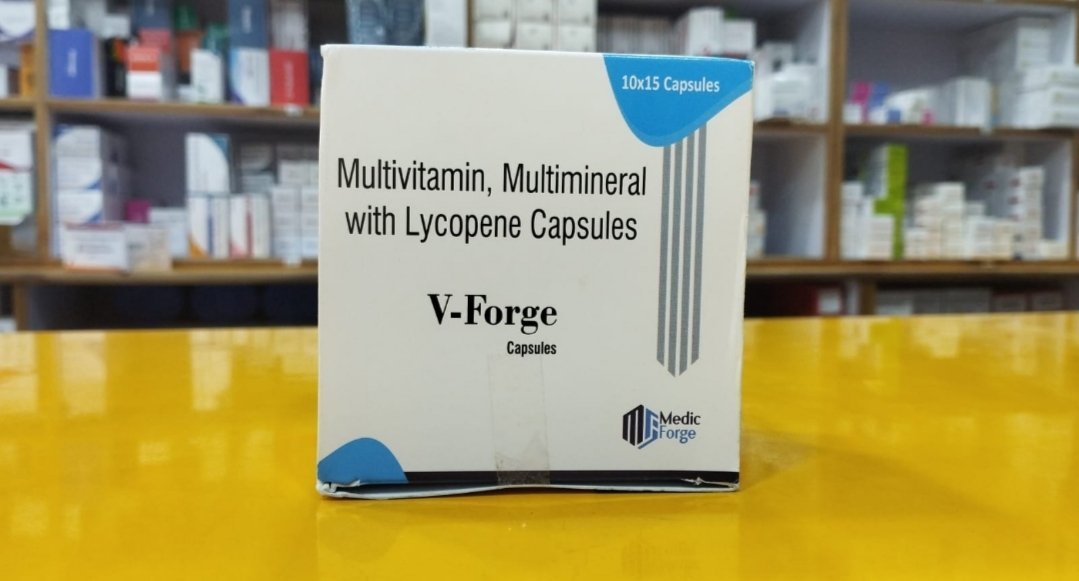 10x15 Capsules
Multivitamin, Multimineral
with Lycopene Capsules
V-Forge
Capsules
Medic
Forge